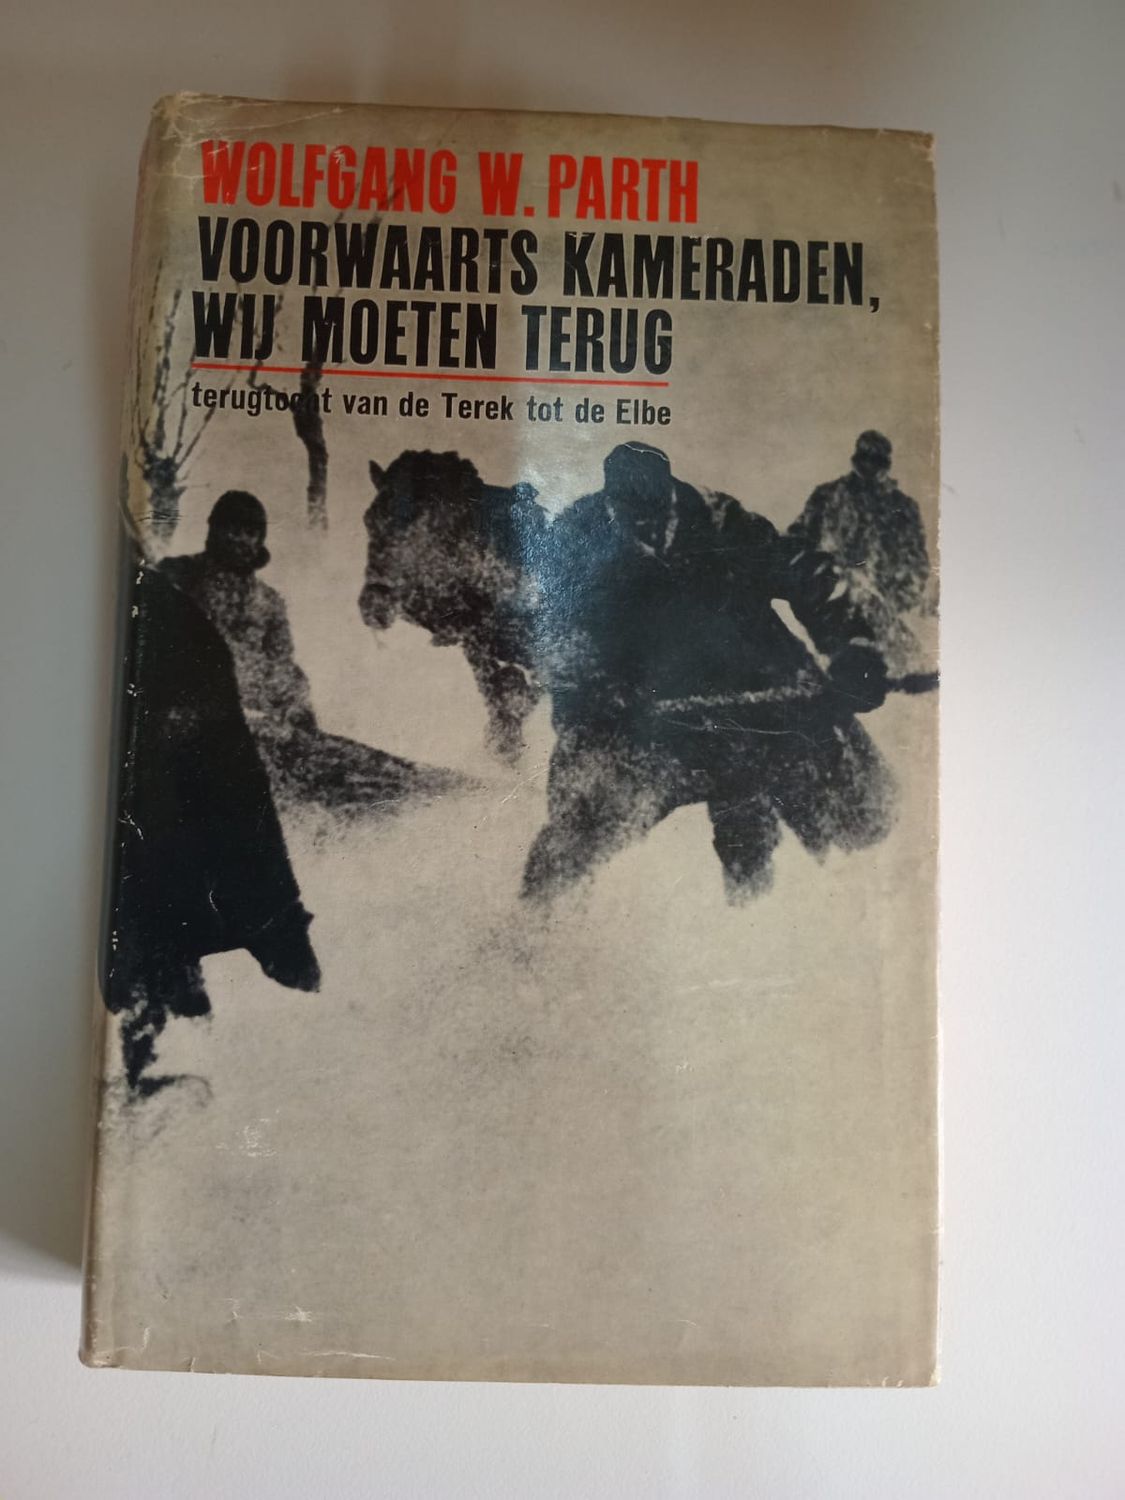 WOLFGANG W. PARTH
VOORWAARTS KAMERADEN,
WIJ MOETEN TERUG
terugtocht van de Terek tot de Elbe